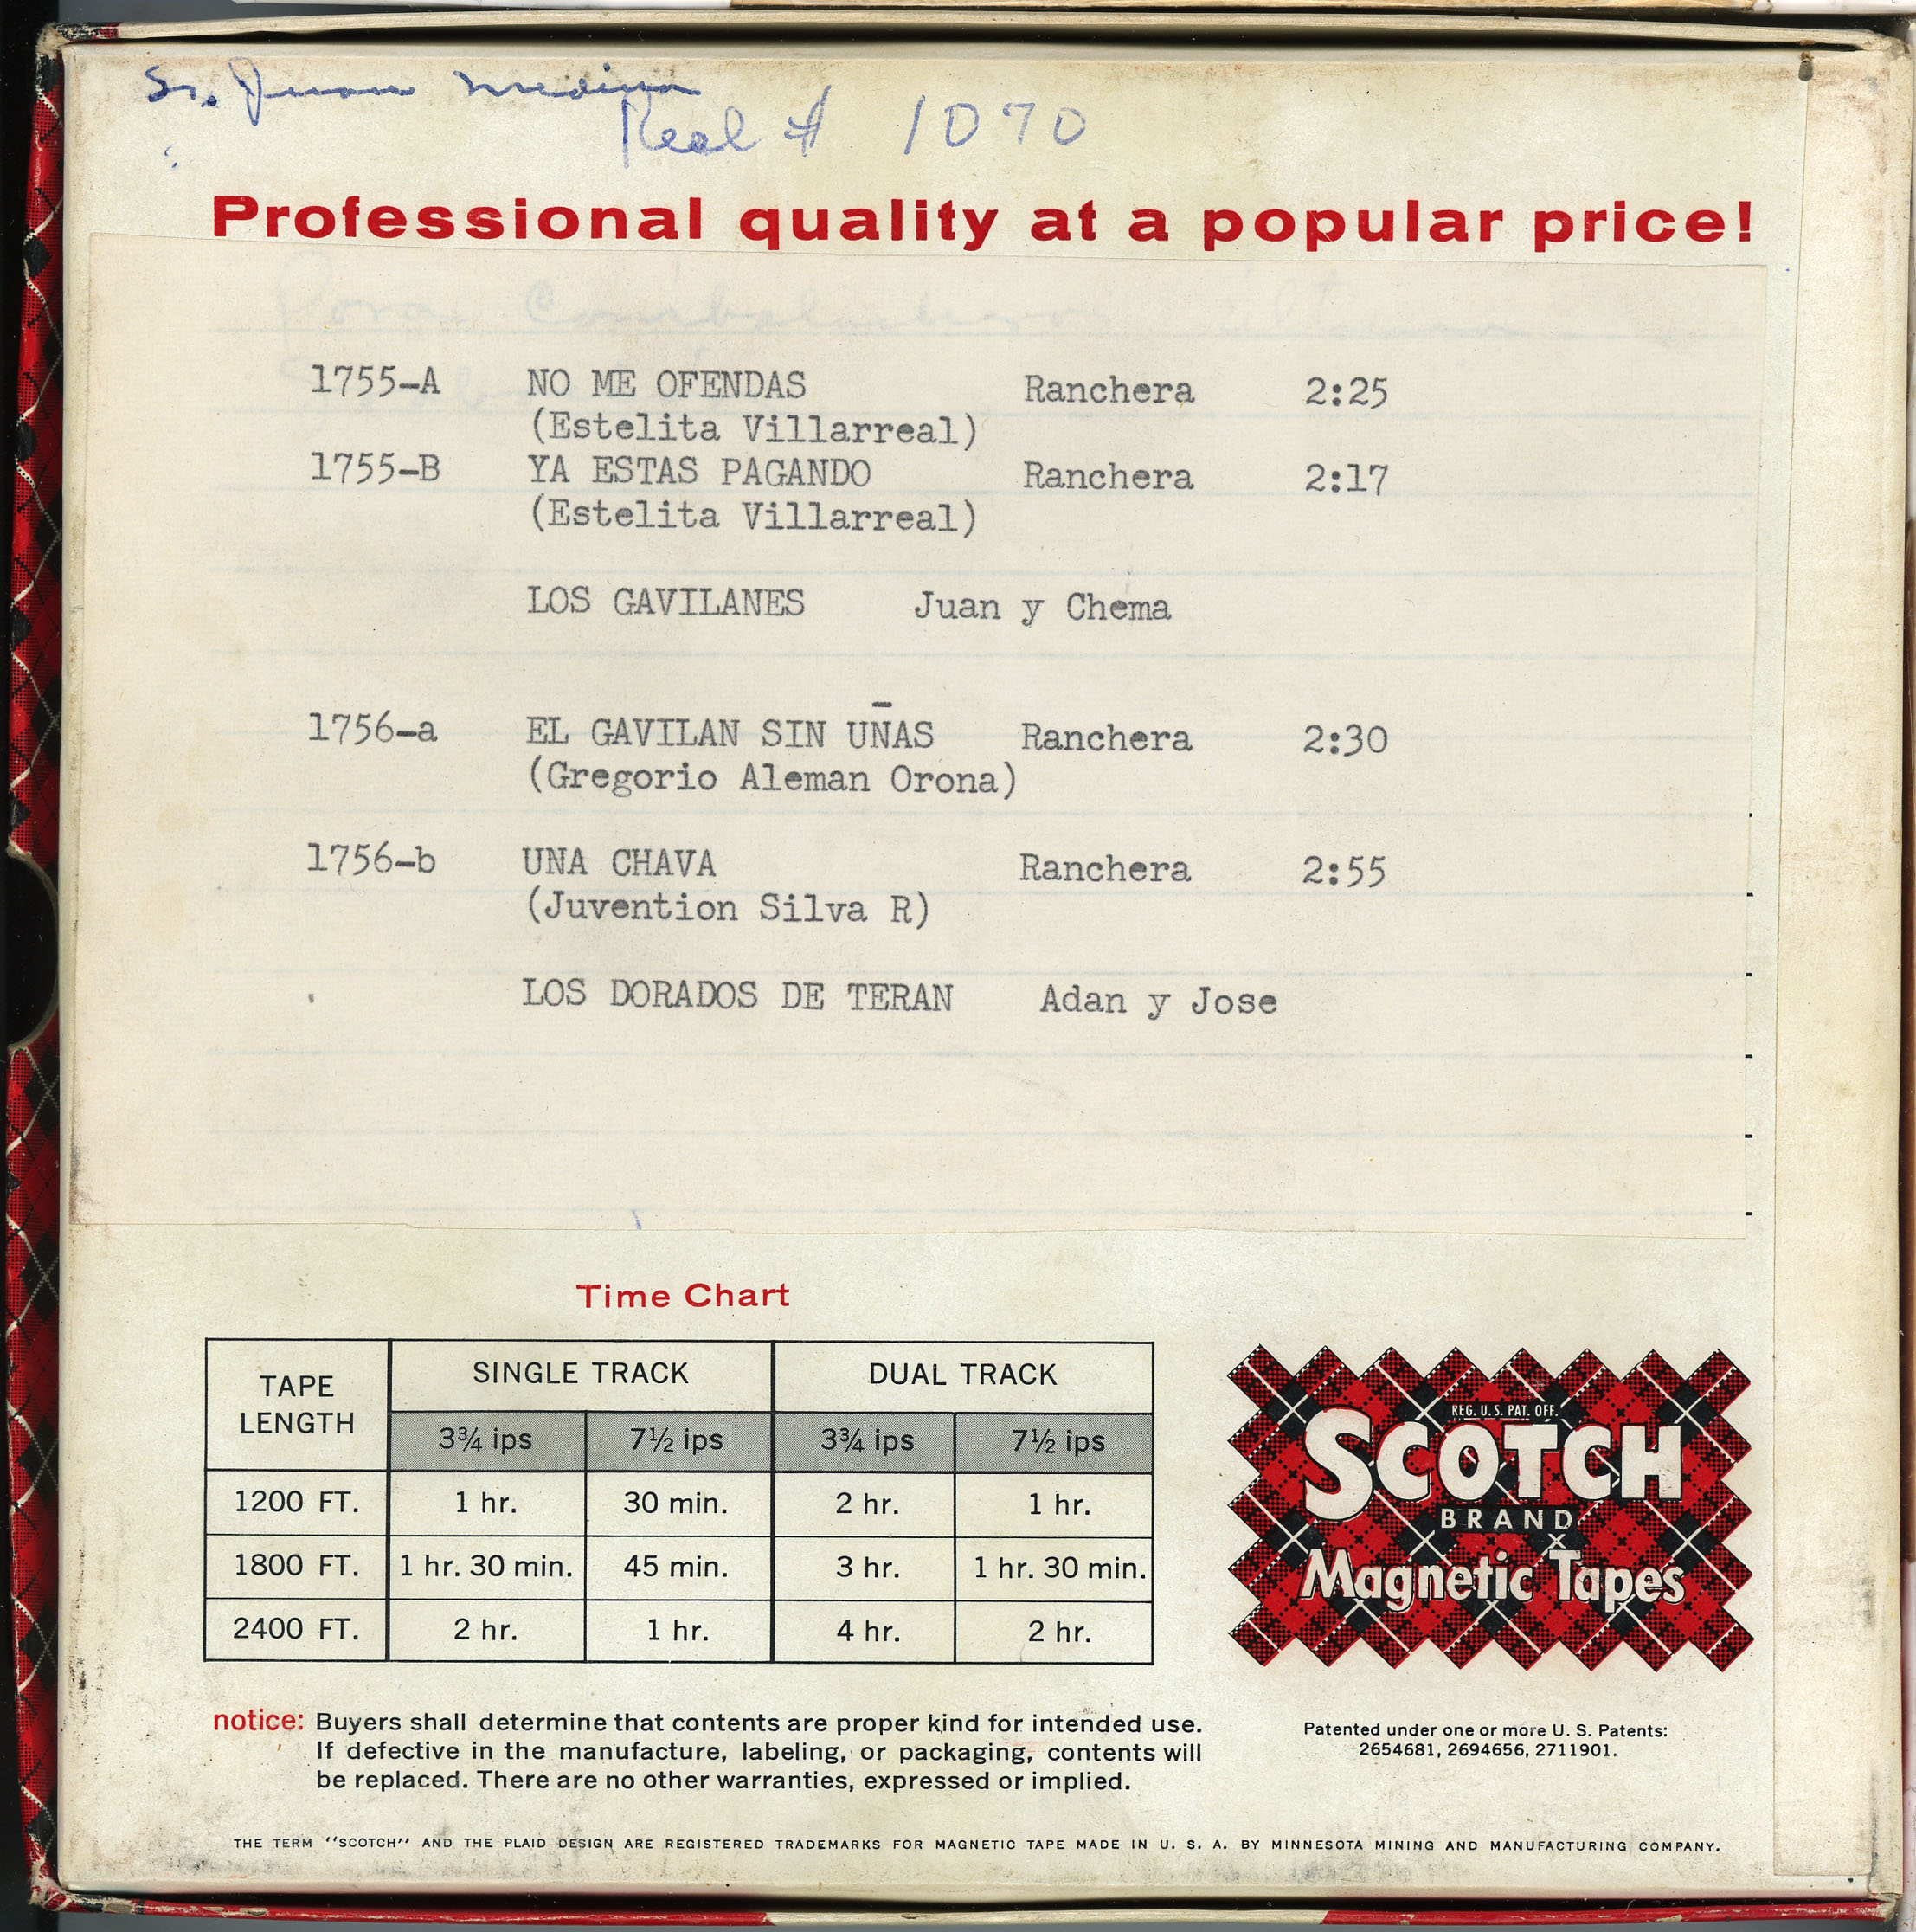 Sr. Juan Medina
Reel # 1070
Professional quality at a popular price!
1755-A NO ME OFENDAS Ranchera 2:25
(Estelita Villarreal)
1755-B YA ESTAS PAGANDO Ranchera 2:17
(Estelita Villarreal)
LOS GAVILANES Juan y Chema
1756-a EL GAVILAN SIN UÑAS Ranchera 2:30
(Gregorio Aleman Orona)
1756-b UNA CHAVA Ranchera 2:55
(Juvention Silva R)
LOS DORADOS DE TERAN Adan y Jose
Time Chart
TAPE LENGTH SINGLE TRACK DUAL TRACK
3¾ ips 7½ ips 3¾ ips 7½ ips
1200 FT. 1 hr. 30 min. 2 hr. 1 hr.
1800 FT. 1 hr. 30 min. 45 min. 3 hr. 1 hr. 30 min.
2400 FT. 2 hr. 1 hr. 4 hr. 2 hr.
REG. U. S. PAT. OFF.
SCOTCH
BRAND
Magnetic Tapes
notice: Buyers shall determine that contents are proper kind for intended use.
If defective in the manufacture, labeling, or packaging, contents will
be replaced. There are no other warranties, expressed or implied.
Patented under one or more U. S. Patents:
2654681, 2694656, 2711901.
THE TERM "SCOTCH" AND THE PLAID DESIGN ARE REGISTERED TRADEMARKS FOR MAGNETIC TAPE MADE IN U. S. A. BY MINNESOTA MINING AND MANUFACTURING COMPANY.